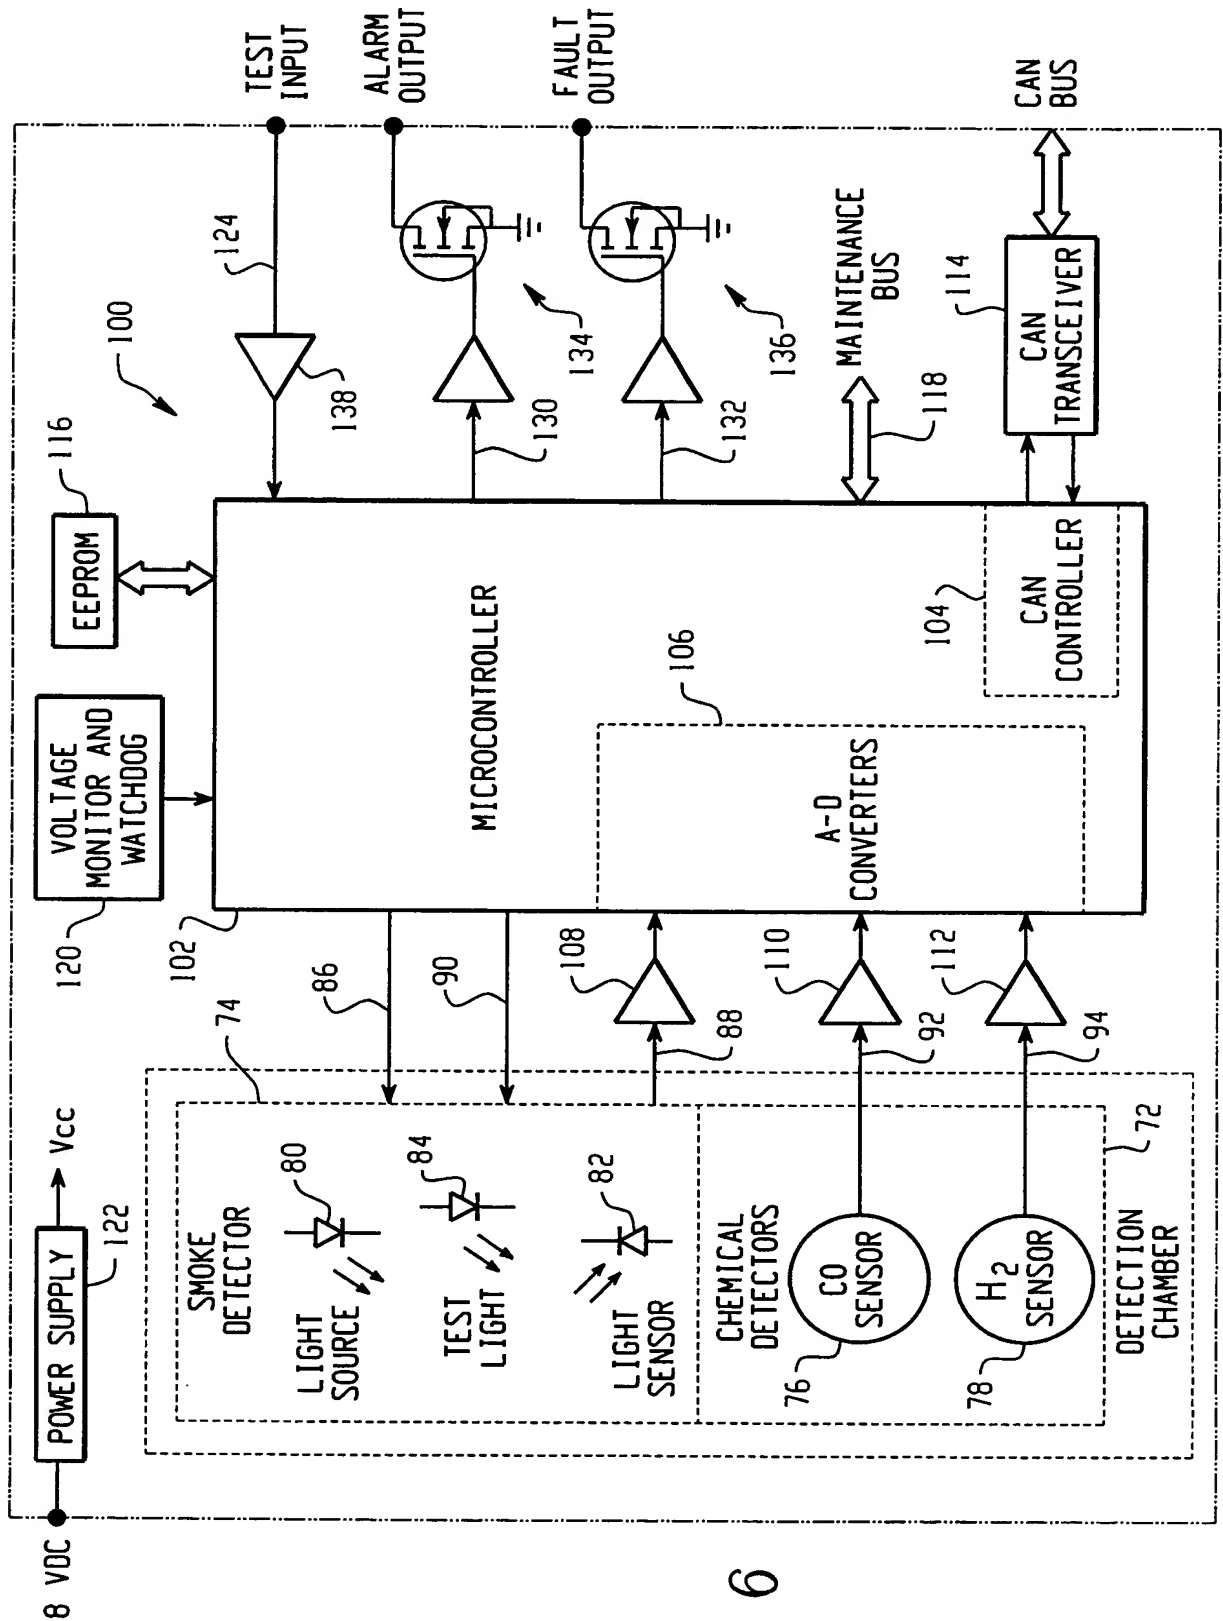 8 VDC
POWER SUPPLY
Vcc
122
120
VOLTAGE
MONITOR AND
WATCHDOG
EEPROM
116
100
124
TEST
INPUT
138
ALARM
OUTPUT
130
134
FAULT
OUTPUT
132
136
MAINTENANCE
BUS
118
CAN
BUS
114
CAN
TRANSCEIVER
104
CAN
CONTROLLER
MICROCONTROLLER
102
106
A-D
CONVERTERS
74
86
90
108
88
110
92
112
94
SMOKE
DETECTOR
80
LIGHT
SOURCE
84
TEST
LIGHT
82
LIGHT
SENSOR
CHEMICAL
DETECTORS
CO
SENSOR
76
H2
SENSOR
78
72
DETECTION
CHAMBER